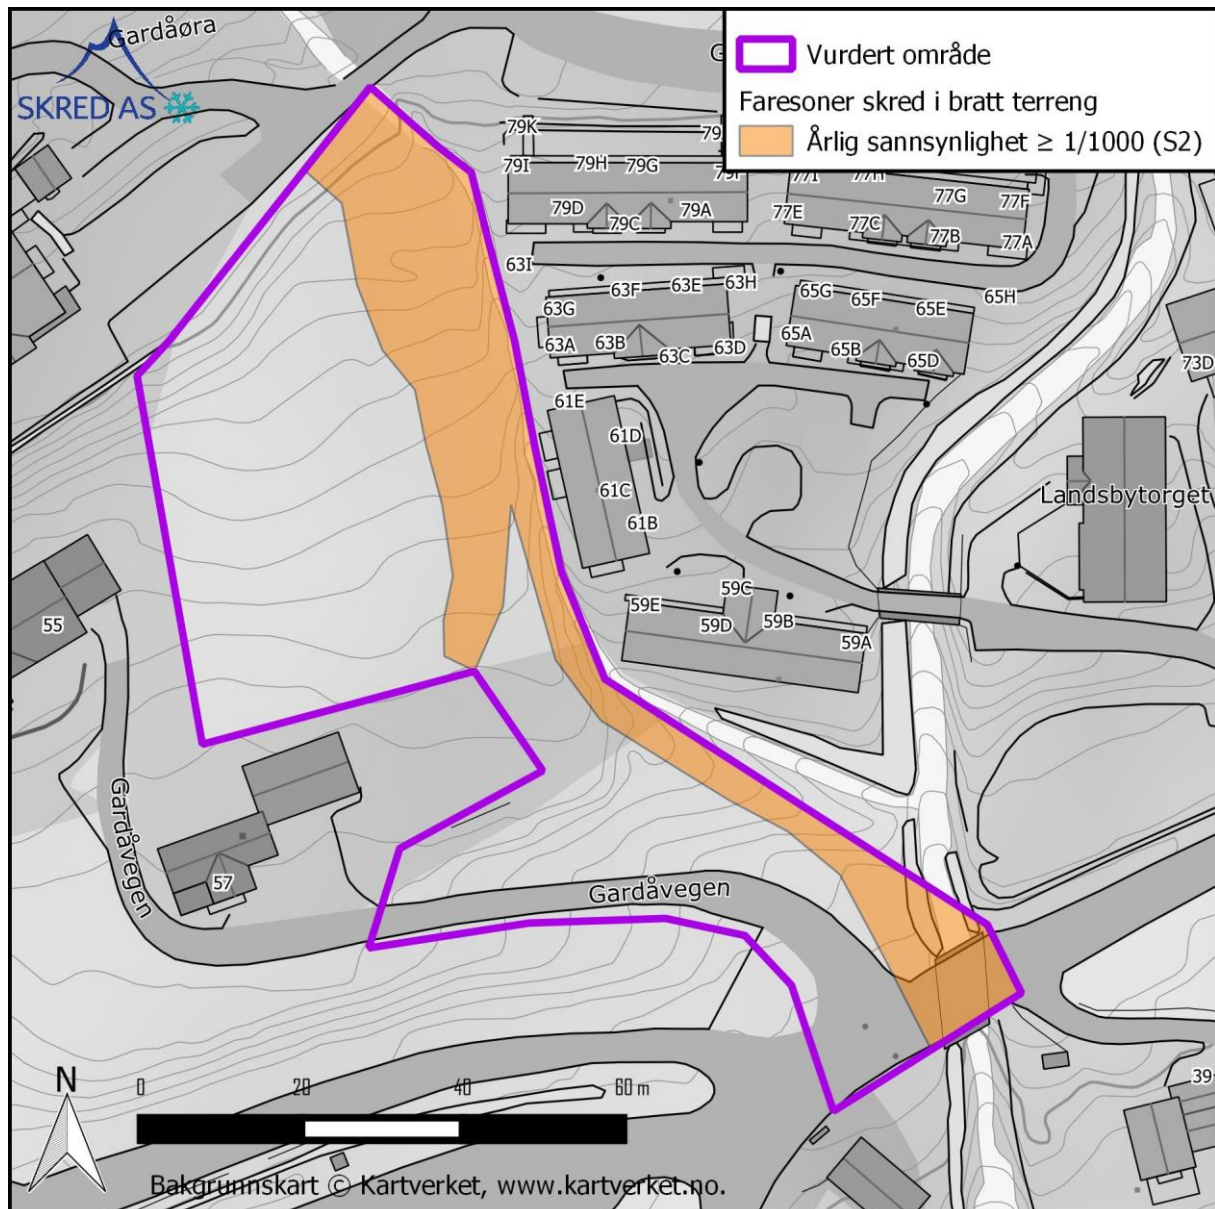 Gardåøra
SKRED AS
G
Vurdert område
Faresoner skred i bratt terreng
Årlig sannsynlighet ≥ 1/1000 (S2)
79K
79I
79H
79G
79D
79C
79A
77E
77C
77B
77G
77F
77A
63I
63F
63E
63H
63G
63A
63B
63C
63D
65G
65F
65E
65H
65A
65B
65D
73D
61E
61D
61C
61B
Landsbytorget
59E
59C
59D
59B
59A
55
57
Gardåvegen
Gardåvegen
39
N
0 20 40 60 m
Bakgrunnskart © Kartverket, www.kartverket.no.